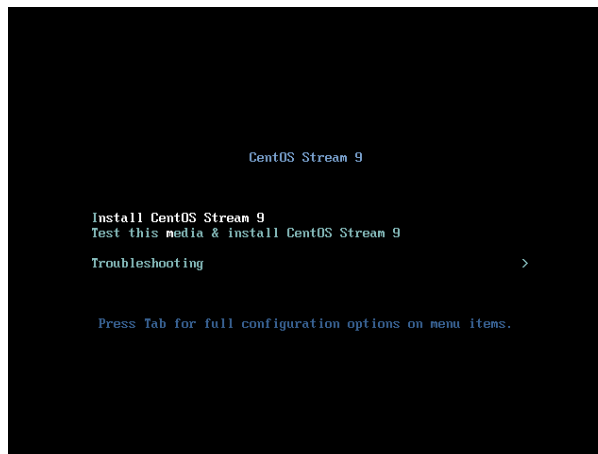 CentOS Stream 9
Install CentOS Stream 9
Test this media & install CentOS Stream 9
Troubleshooting >
Press Tab for full configuration options on menu items.